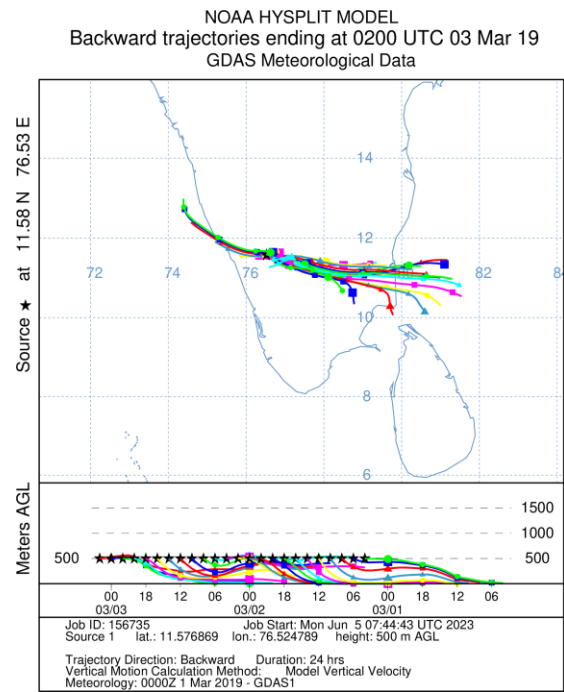 NOAA HYSPLIT MODEL
Backward trajectories ending at 0200 UTC 03 Mar 19
GDAS Meteorological Data
Source ★ at 11.58 N 76.53 E
14
12
72 74 76 82 84
10
8
6
Meters AGL
1500
1000
500 500
00 18 12 06 00 18 12 06 00 18 12 06
03/03 03/02 03/01
Job ID: 156735 Job Start: Mon Jun 5 07:44:43 UTC 2023
Source 1 lat.: 11.576869 lon.: 76.524789 height: 500 m AGL
Trajectory Direction: Backward Duration: 24 hrs
Vertical Motion Calculation Method: Model Vertical Velocity
Meteorology: 0000Z 1 Mar 2019 - GDAS1